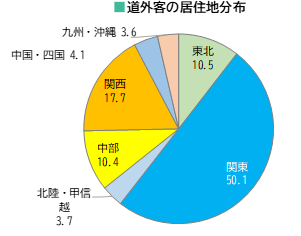 ■道外客の居住地分布
九州・沖縄 3.6
中国・四国 4.1
東北
10.5
関西
17.7
中部
10.4
関東
50.1
北陸・甲信
越
3.7